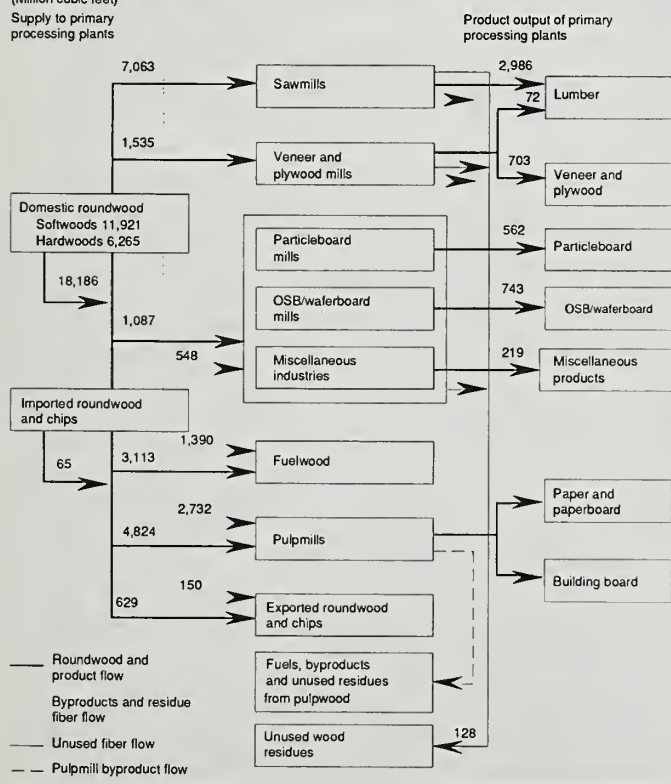 (Million cubic feet)
Supply to primary
processing plants
Product output of primary
processing plants
7,063
Sawmills
2,986
Lumber
72
1,535
Veneer and
plywood mills
703
Veneer and
plywood
Domestic roundwood
Softwoods 11,921
Hardwoods 6,265
18,186
Particleboard
mills
562
Particleboard
OSB/waferboard
mills
743
OSB/waferboard
1,087
548
Miscellaneous
industries
219
Miscellaneous
products
Imported roundwood
and chips
65
1,390
3,113
Fuelwood
2,732
4,824
Pulpmills
Paper and
paperboard
Building board
150
629
Exported roundwood
and chips
Fuels, byproducts
and unused residues
from pulpwood
Unused wood
residues
128
Roundwood and
product flow
Byproducts and residue
fiber flow
Unused fiber flow
Pulpmill byproduct flow